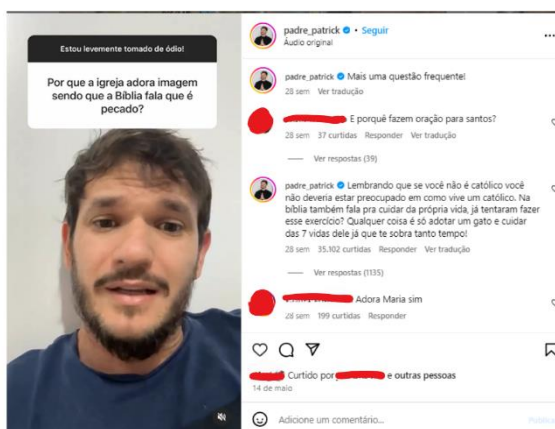 Estou levemente tomado de ódio!
Por que a igreja adora imagem
sendo que a Bíblia fala que é
pecado?
padre_patrick • Seguir
Áudio original
padre_patrick Mais uma questão frequente!
28 sem Ver tradução
E porquê fazem oração para santos?
28 sem 37 curtidas Responder Ver tradução
Ver respostas (39)
padre_patrick Lembrando que se você não é católico você
não deveria estar preocupado em como vive um católico. Na
bíblia também fala pra cuidar da própria vida, já tentaram fazer
esse exercício? Qualquer coisa é só adotar um gato e cuidar
das 7 vidas dele já que te sobra tanto tempo!
28 sem 35.102 curtidas Responder Ver tradução
Ver respostas (1135)
Adora Maria sim
28 sem 199 curtidas Responder
Curtido por e outras pessoas
14 de maio
Adicione um comentário...
Publicar